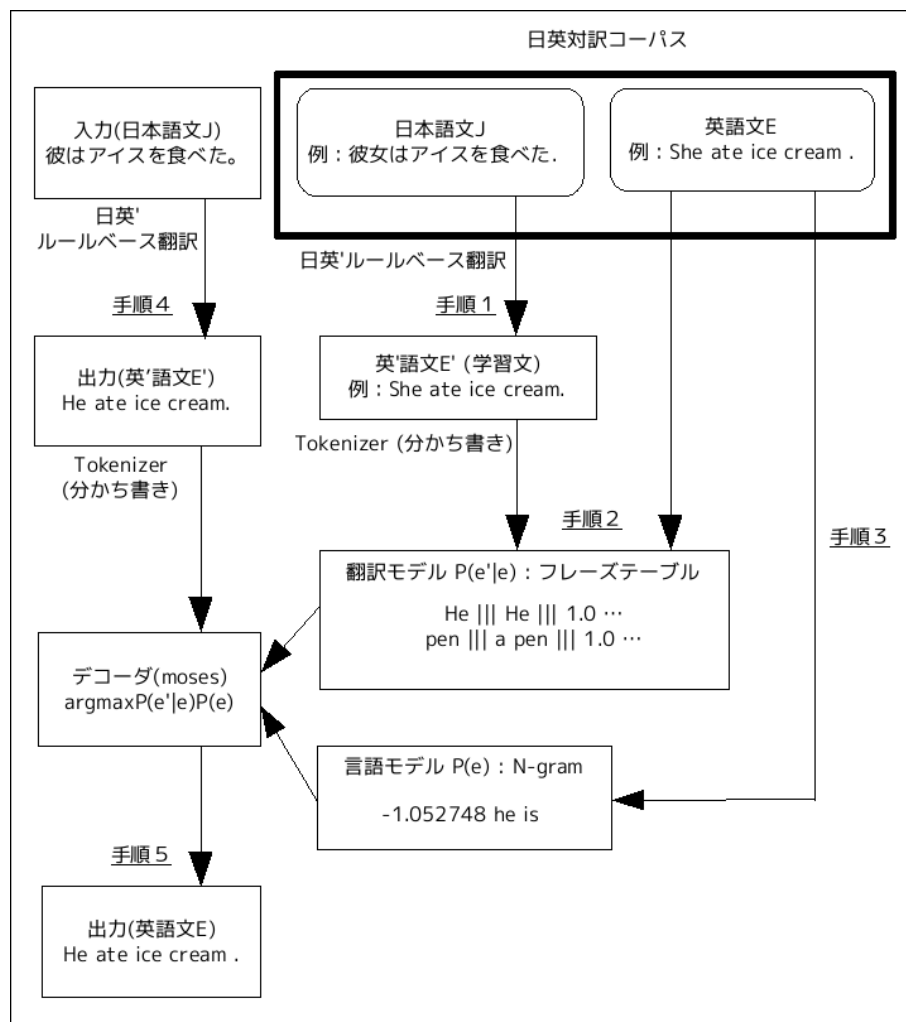 日英対訳コーパス
入力(日本語文J)
彼はアイスを食べた。
日本語文J
例：彼女はアイスを食べた.
英語文E
例：She ate ice cream .
日英'
ルールベース翻訳
日英'ルールベース翻訳
手順４
手順１
出力(英’語文E')
He ate ice cream.
英'語文E' (学習文)
例：She ate ice cream.
Tokenizer
(分かち書き)
Tokenizer (分かち書き)
手順２
手順３
翻訳モデル P(e'|e)：フレーズテーブル
He ||| He ||| 1.0 …
pen ||| a pen ||| 1.0 …
デコーダ(moses)
argmaxP(e'|e)P(e)
言語モデル P(e)：N-gram
-1.052748 he is
手順５
出力(英語文E)
He ate ice cream .